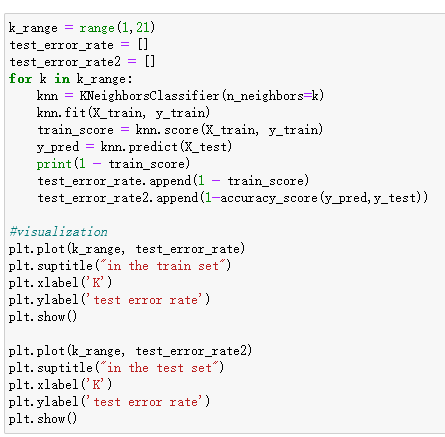 k_range = range(1,21)
test_error_rate = []
test_error_rate2 = []
for k in k_range:
    knn = KNeighborsClassifier(n_neighbors=k)
    knn.fit(X_train, y_train)
    train_score = knn.score(X_train, y_train)
    y_pred = knn.predict(X_test)
    print(1 - train_score)
    test_error_rate.append(1 - train_score)
    test_error_rate2.append(1-accuracy_score(y_pred,y_test))
#visualization
plt.plot(k_range, test_error_rate)
plt.suptitle("in the train set")
plt.xlabel('K')
plt.ylabel('test error rate')
plt.show()
plt.plot(k_range, test_error_rate2)
plt.suptitle("in the test set")
plt.xlabel('K')
plt.ylabel('test error rate')
plt.show()